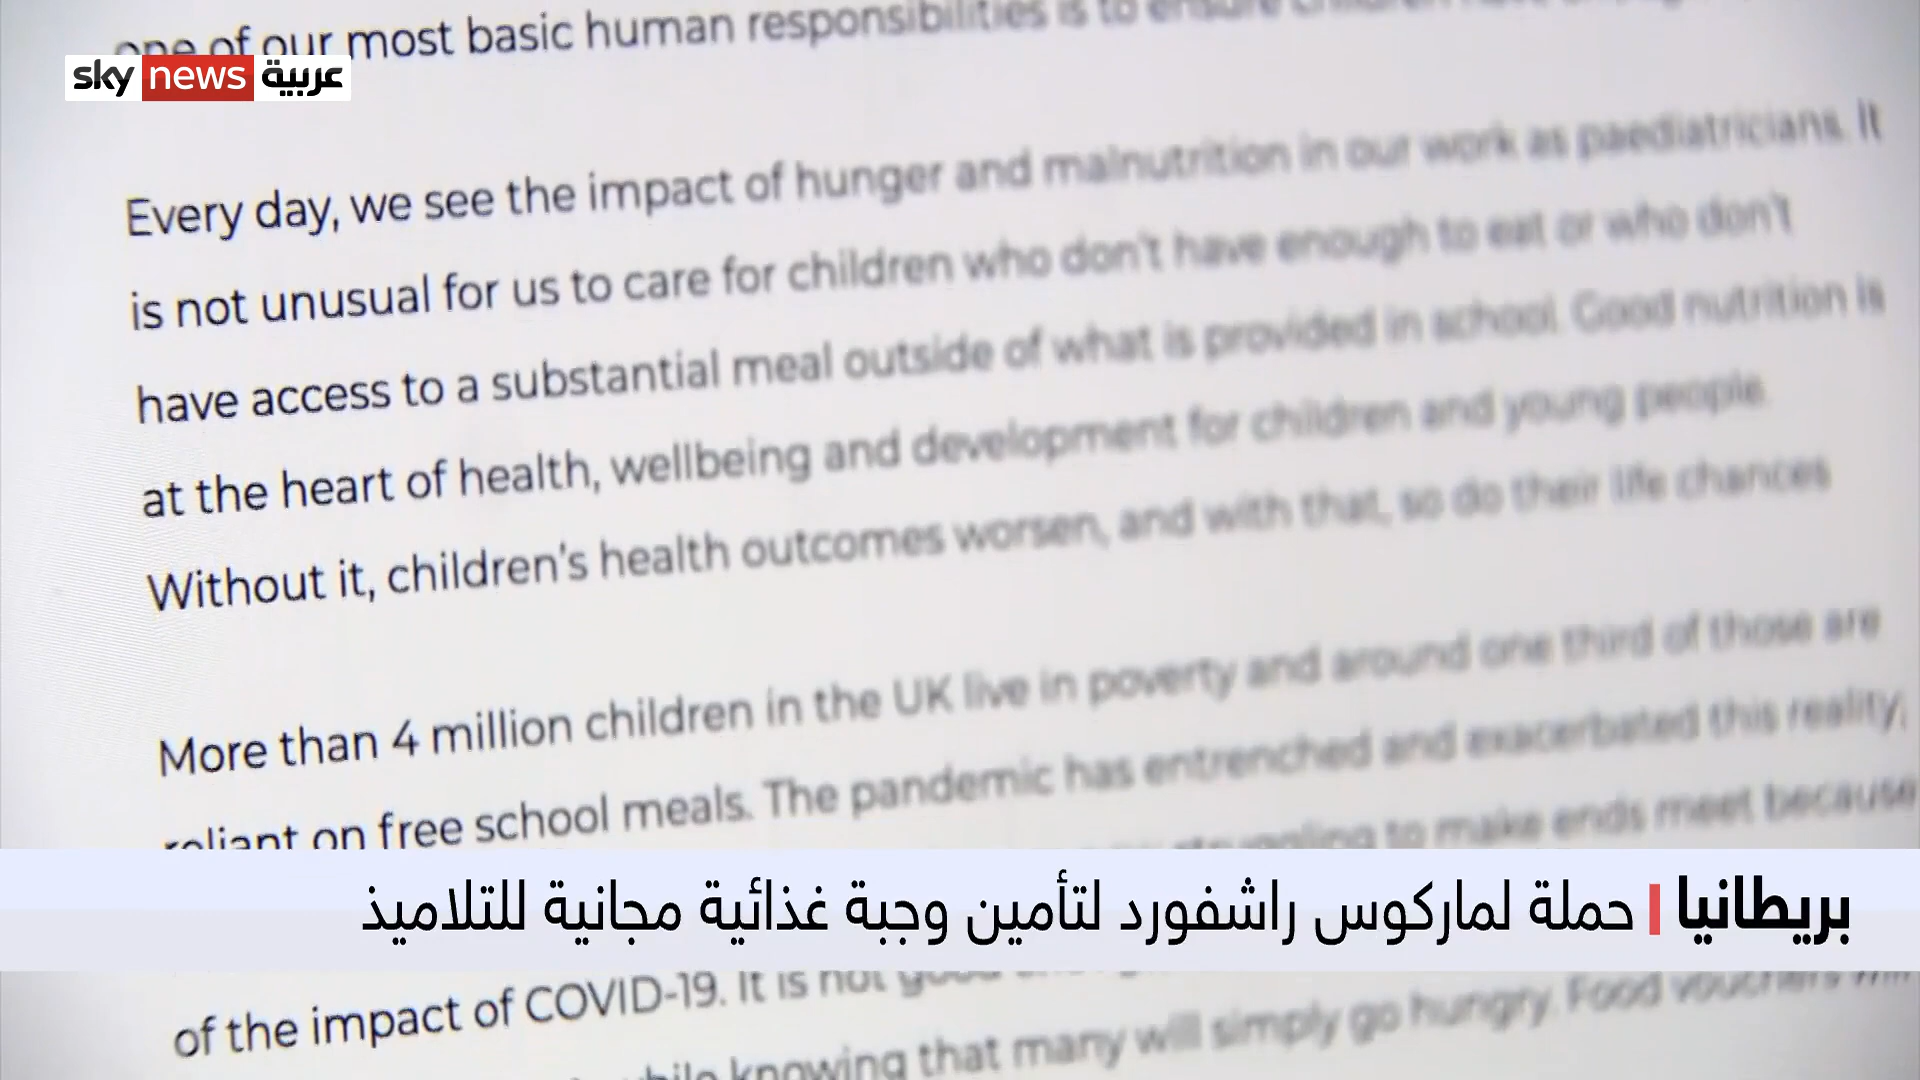 one of our most basic human responsibilities is to ensure children
sky news عربية
Every day, we see the impact of hunger and malnutrition in our work as paediatricians. It
is not unusual for us to care for children who don't have enough to eat or who don't
have access to a substantial meal outside of what is provided in school. Good nutrition is
at the heart of health, wellbeing and development for children and young people.
Without it, children's health outcomes worsen, and with that, so do their life chances
More than 4 million children in the UK live in poverty and around one third of those are
reliant on free school meals. The pandemic has entrenched and exacerbated this reality,
struggling to make ends meet because
بريطانيا | حملة لماركوس راشفورد لتأمين وجبة غذائية مجانية للتلاميذ
of the impact of COVID-19. It is not good
while knowing that many will simply go hungry. Food vouchers will